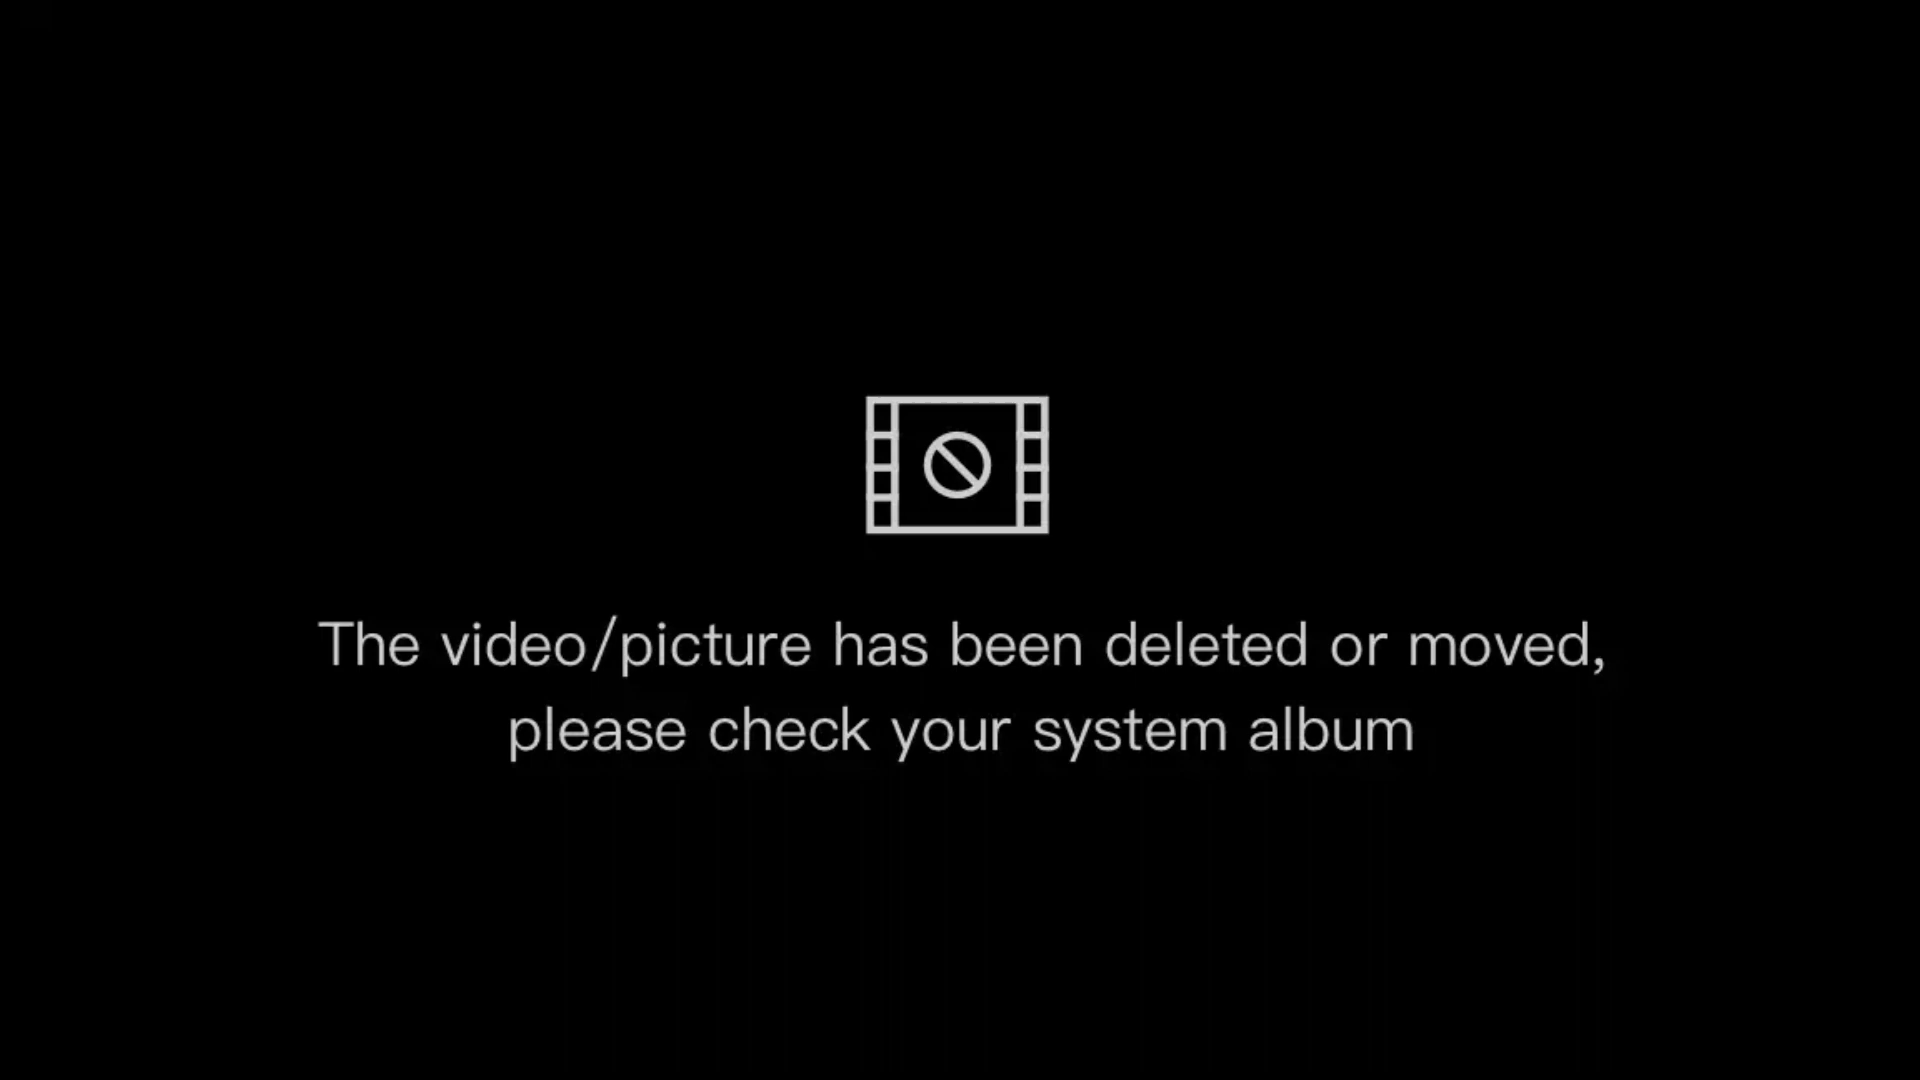 The video/picture has been deleted or moved,
please check your system album